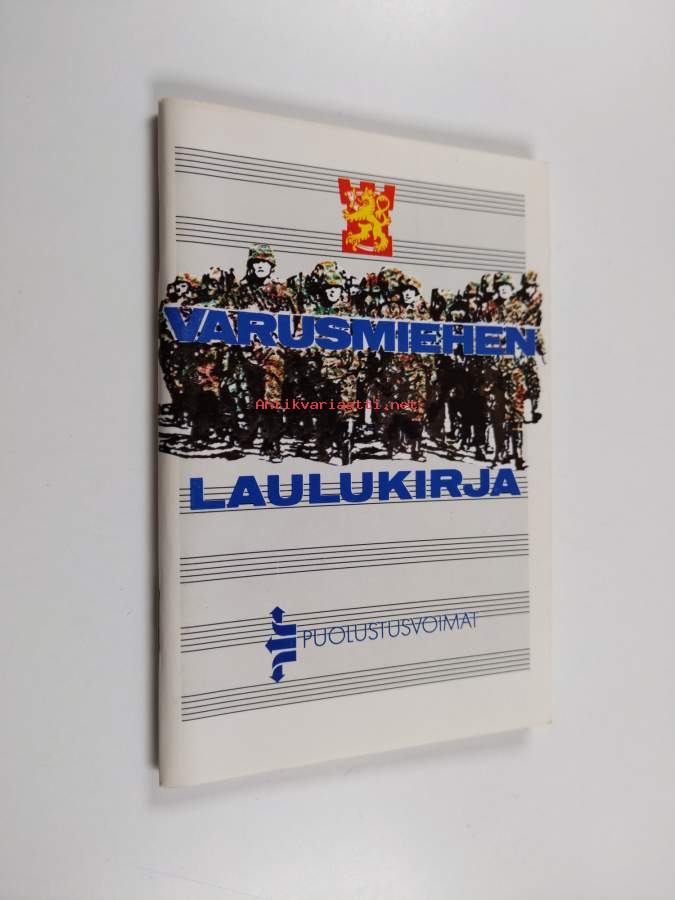 VARUSMIEHEN
Antikvariaatti.net
LAULUKIRJA
PUOLUSTUSVOIMAT